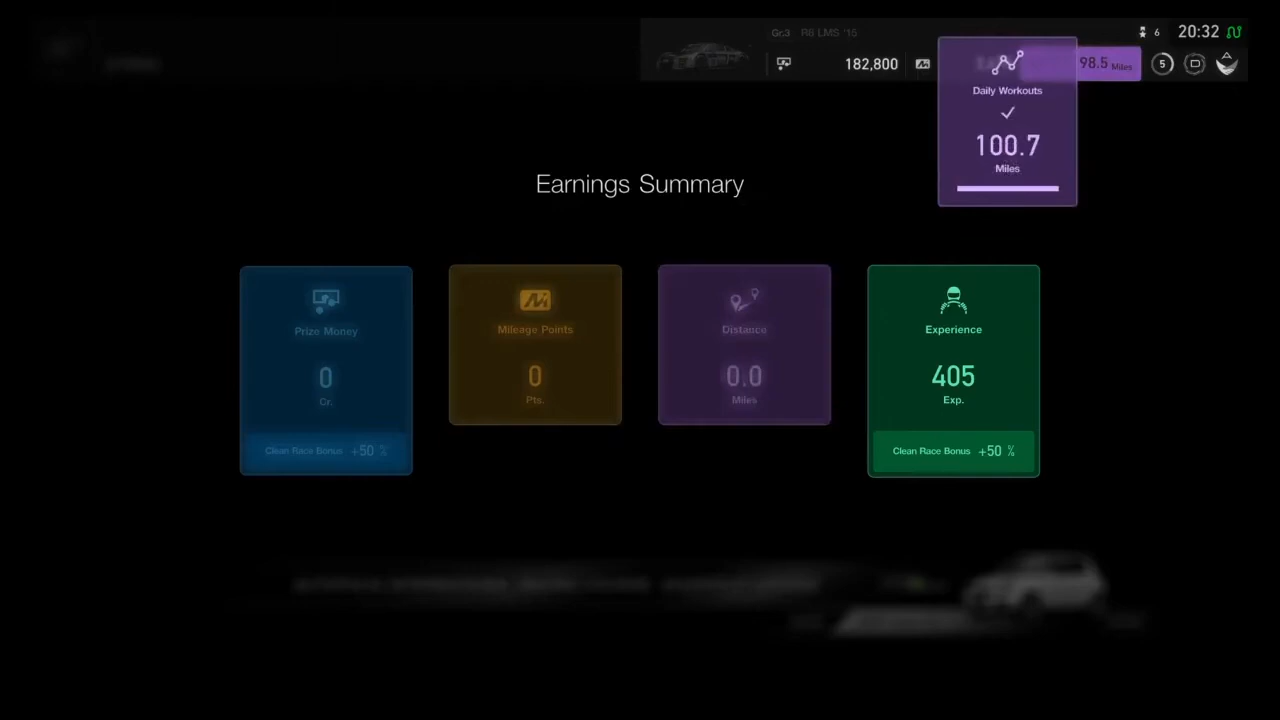 Gr.3 R8 LMS '15
6
20:32
182,800
98.5 Miles
5
Daily Workouts
100.7
Miles
Earnings Summary
Prize Money
0
Cr.
Clean Race Bonus +50 %
Mileage Points
0
Pts.
Distance
0.0
Miles
Experience
405
Exp.
Clean Race Bonus +50 %